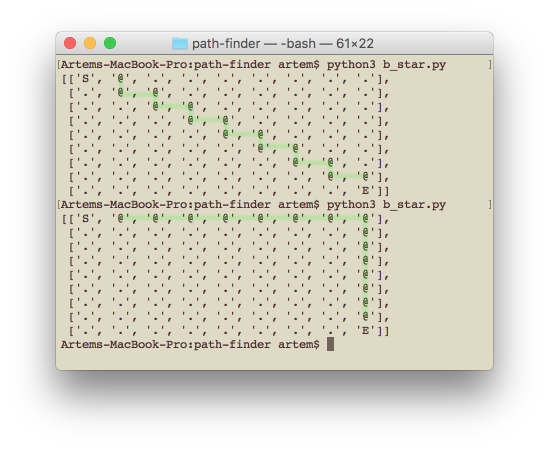 path-finder — -bash — 61×22
[Artems-MacBook-Pro:path-finder artem$ python3 b_star.py ]
[['S', '@', '.', '.', '.', '.', '.', '.', '.'],
['.', '@', '@', '.', '.', '.', '.', '.', '.'],
['.', '.', '@', '@', '.', '.', '.', '.', '.'],
['.', '.', '.', '@', '@', '.', '.', '.', '.'],
['.', '.', '.', '.', '@', '@', '.', '.', '.'],
['.', '.', '.', '.', '.', '@', '@', '.', '.'],
['.', '.', '.', '.', '.', '.', '@', '@', '.'],
['.', '.', '.', '.', '.', '.', '.', '@', '@'],
['.', '.', '.', '.', '.', '.', '.', '.', 'E']]
[Artems-MacBook-Pro:path-finder artem$ python3 b_star.py ]
[['S', '@', '@', '@', '@', '@', '@', '@', '@'],
['.', '.', '.', '.', '.', '.', '.', '.', '@'],
['.', '.', '.', '.', '.', '.', '.', '.', '@'],
['.', '.', '.', '.', '.', '.', '.', '.', '@'],
['.', '.', '.', '.', '.', '.', '.', '.', '@'],
['.', '.', '.', '.', '.', '.', '.', '.', '@'],
['.', '.', '.', '.', '.', '.', '.', '.', '@'],
['.', '.', '.', '.', '.', '.', '.', '.', '@'],
['.', '.', '.', '.', '.', '.', '.', '.', 'E']]
Artems-MacBook-Pro:path-finder artem$